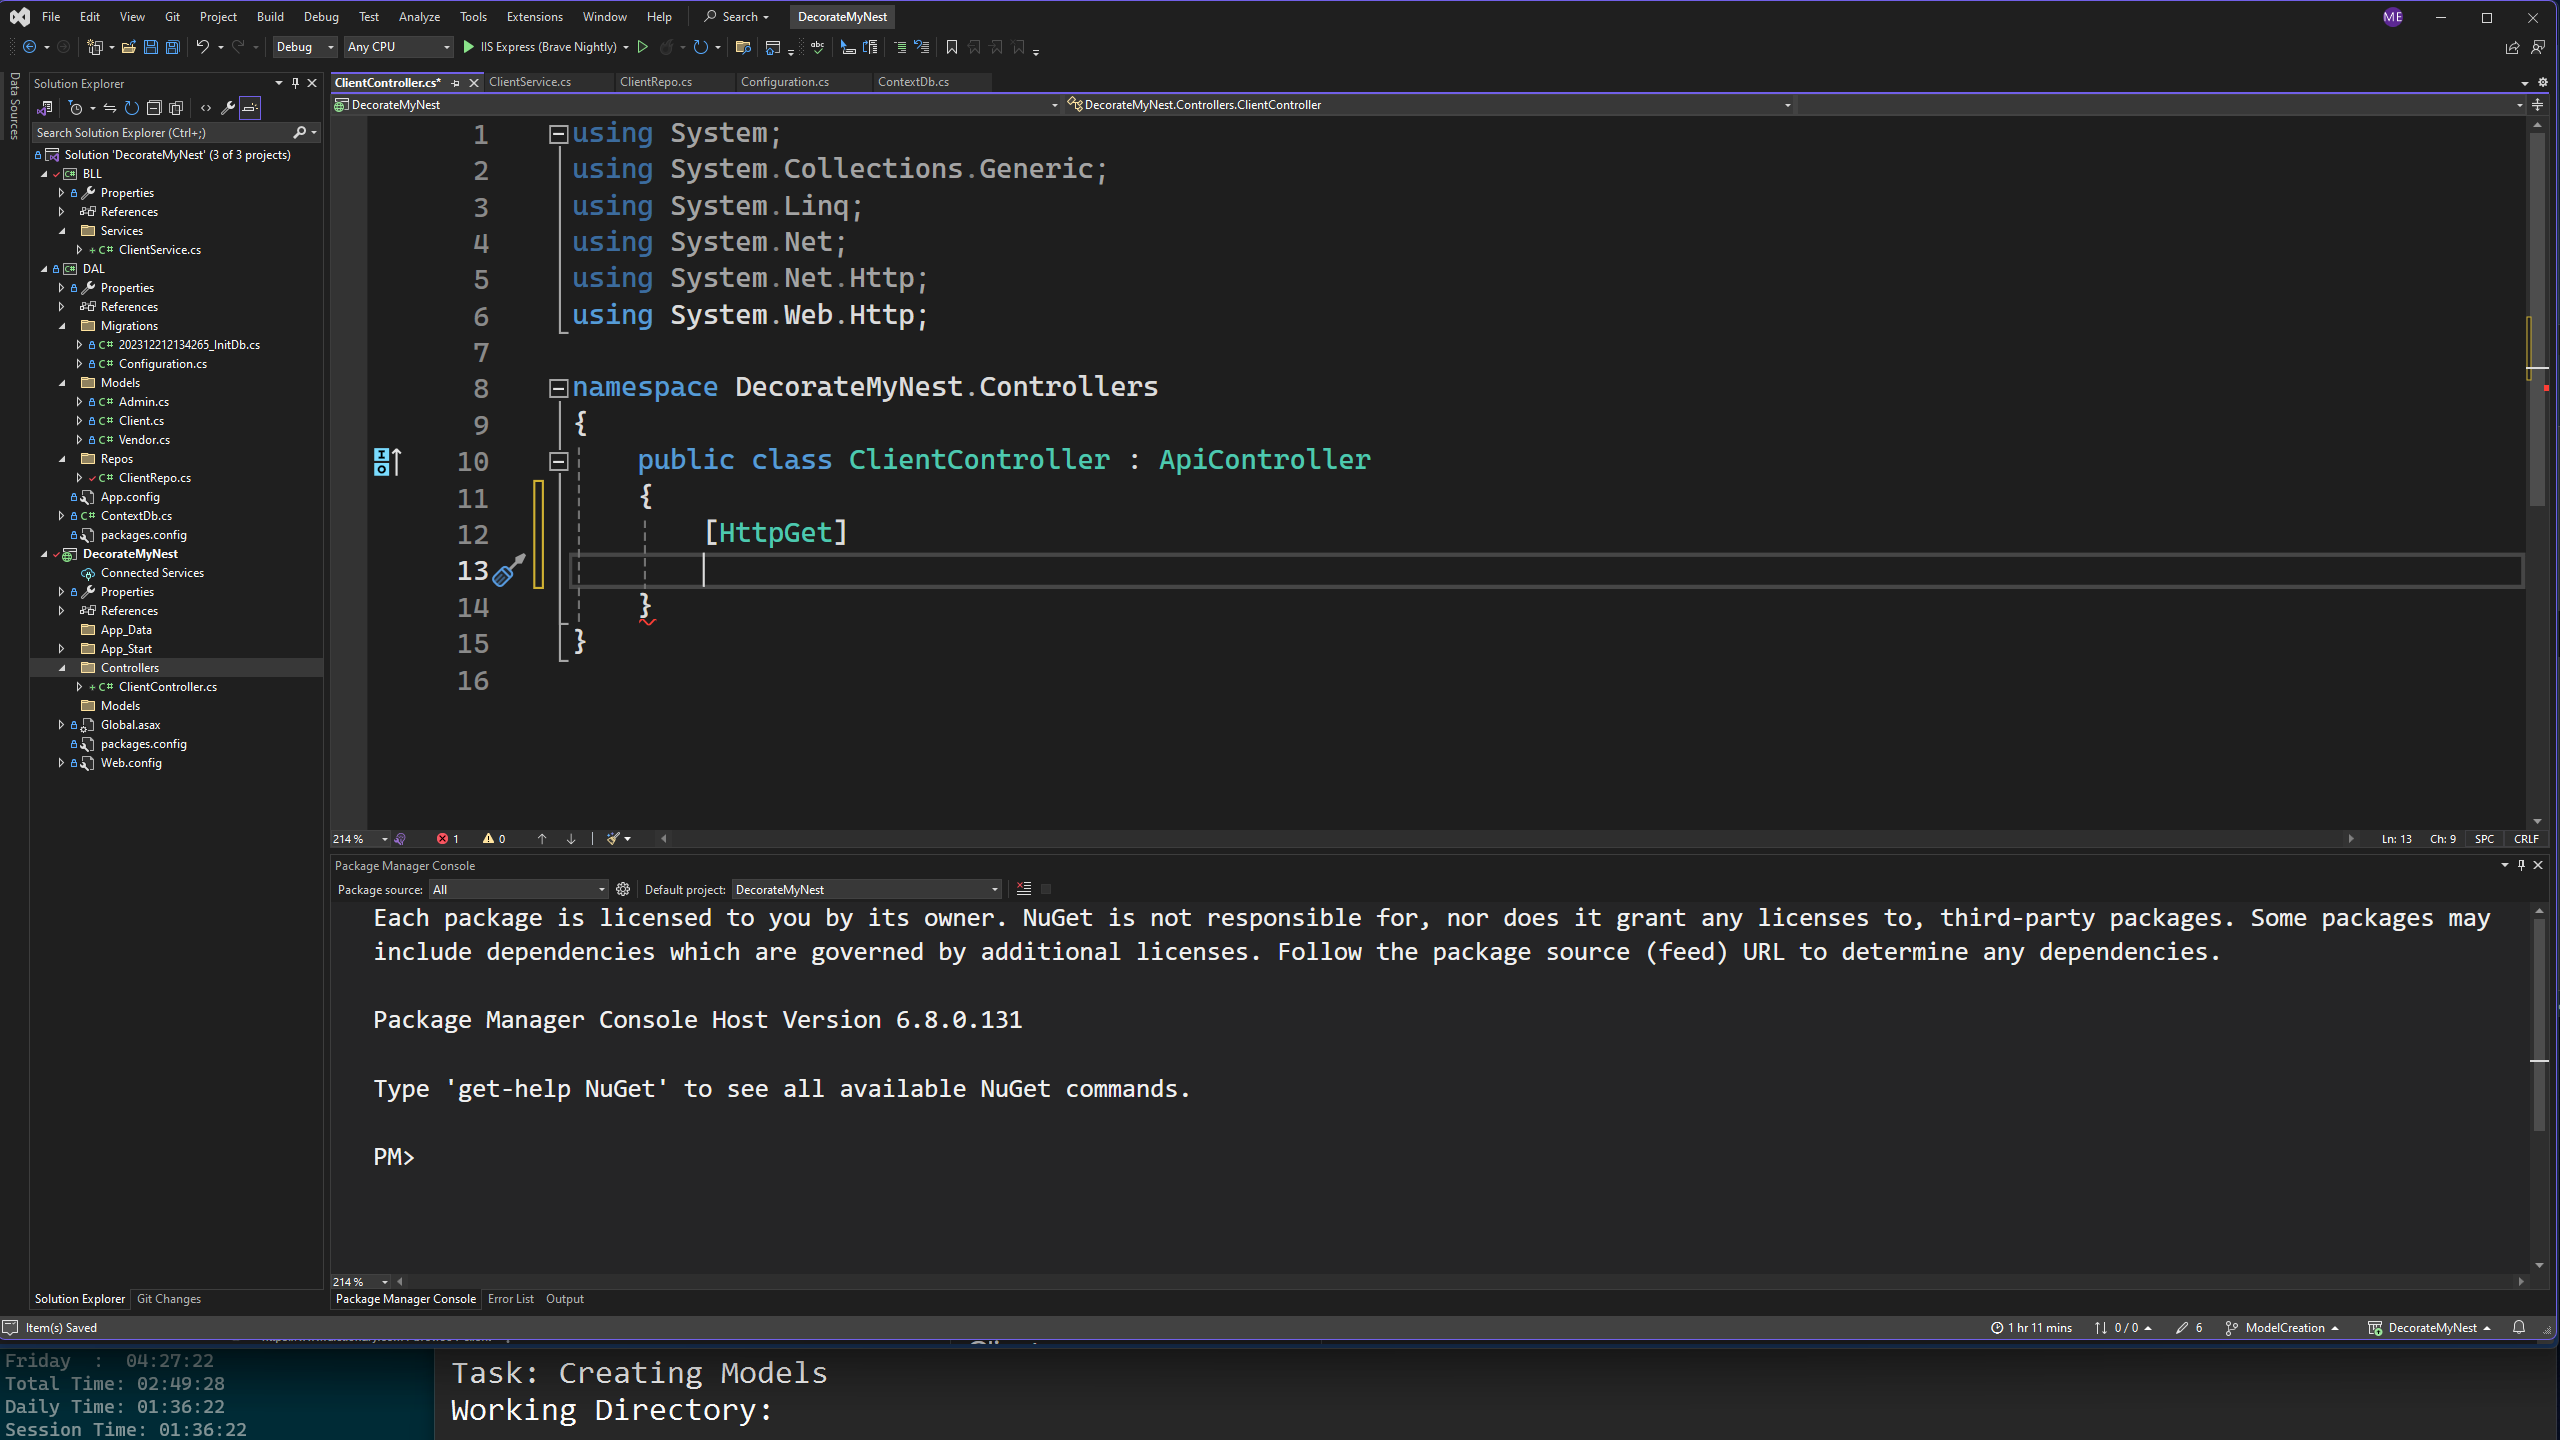 File Edit View Git Project Build Debug Test Analyze Tools Extensions Window Help Search DecorateMyNest ME
Debug Any CPU IIS Express (Brave Nightly)
Data Sources
Solution Explorer
Search Solution Explorer (Ctrl+;)
Solution 'DecorateMyNest' (3 of 3 projects)
BLL
Properties
References
Services
ClientService.cs
DAL
Properties
References
Migrations
202312212134265_InitDb.cs
Configuration.cs
Models
Admin.cs
Client.cs
Vendor.cs
Repos
ClientRepo.cs
App.config
ContextDb.cs
packages.config
DecorateMyNest
Connected Services
Properties
References
App_Data
App_Start
Controllers
ClientController.cs
Models
Global.asax
packages.config
Web.config
Solution Explorer Git Changes
ClientController.cs* ClientService.cs ClientRepo.cs Configuration.cs ContextDb.cs
DecorateMyNest DecorateMyNest.Controllers.ClientController
1 using System;
2 using System.Collections.Generic;
3 using System.Linq;
4 using System.Net;
5 using System.Net.Http;
6 using System.Web.Http;
7
8 namespace DecorateMyNest.Controllers
9 {
10 public class ClientController : ApiController
11 {
12 [HttpGet]
13
14 }
15 }
16
214 % 1 0 Ln: 13 Ch: 9 SPC CRLF
Package Manager Console
Package source: All Default project: DecorateMyNest
Each package is licensed to you by its owner. NuGet is not responsible for, nor does it grant any licenses to, third-party packages. Some packages may
include dependencies which are governed by additional licenses. Follow the package source (feed) URL to determine any dependencies.
Package Manager Console Host Version 6.8.0.131
Type 'get-help NuGet' to see all available NuGet commands.
PM>
214 %
Package Manager Console Error List Output
Item(s) Saved 1 hr 11 mins 0 / 0 6 ModelCreation DecorateMyNest
Friday : 04:27:22
Total Time: 02:49:28
Daily Time: 01:36:22
Session Time: 01:36:22
Task: Creating Models
Working Directory: